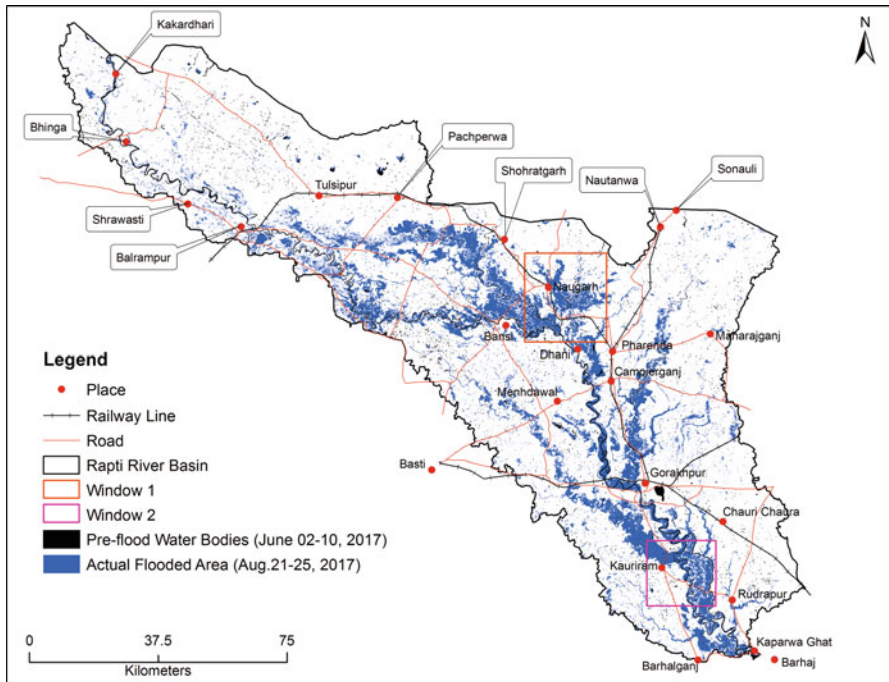 N
Kakardhari
Bhinga
Pachperwa
Shohratgarh
Nautanwa
Sonauli
Tulsipur
Shrawasti
Balrampur
Naugarh
Bansi
Dhani
Pharenda
Maharajganj
Campierganj
Menhdawal
Basti
Gorakhpur
Chauri Chaura
Kauriram
Rudrapur
Kaparwa Ghat
Barhalganj
Barhaj
Legend
Place
Railway Line
Road
Rapti River Basin
Window 1
Window 2
Pre-flood Water Bodies (June 02-10, 2017)
Actual Flooded Area (Aug.21-25, 2017)
0 37.5 75
Kilometers